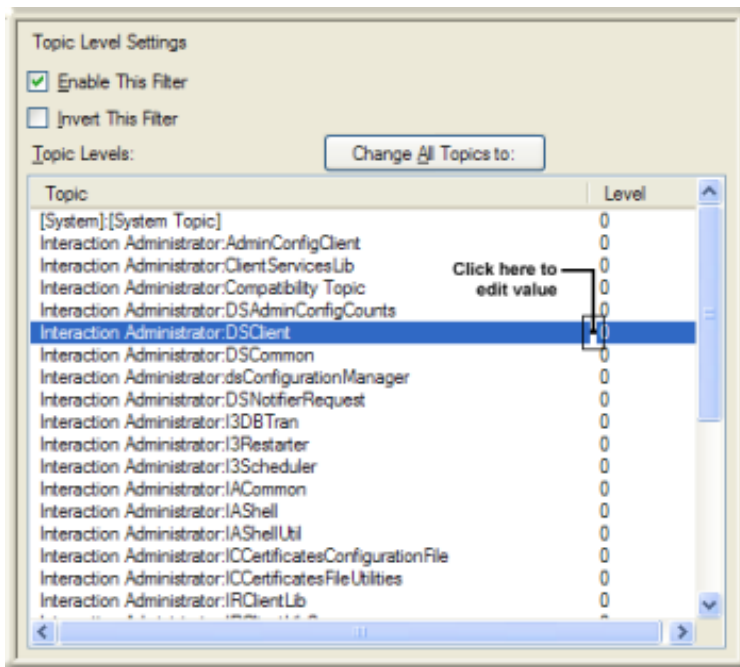 Topic Level Settings
Enable This Filter
Invert This Filter
Topic Levels:
Change All Topics to:
Topic Level
[System]:[System Topic] 0
Interaction Administrator:AdminConfigClient 0
Interaction Administrator:ClientServicesLib 0
Interaction Administrator:Compatibility Topic 0
Click here to
edit value
Interaction Administrator:DSAdminConfigCounts 0
Interaction Administrator:DSClient 0
Interaction Administrator:DSCommon 0
Interaction Administrator:dsConfigurationManager 0
Interaction Administrator:DSNotifierRequest 0
Interaction Administrator:I3DBTran 0
Interaction Administrator:I3Restarter 0
Interaction Administrator:I3Scheduler 0
Interaction Administrator:IACommon 0
Interaction Administrator:IAShell 0
Interaction Administrator:IAShellUtil 0
Interaction Administrator:ICCertificatesConfigurationFile 0
Interaction Administrator:ICCertificatesFileUtilities 0
Interaction Administrator:IRClientLib 0